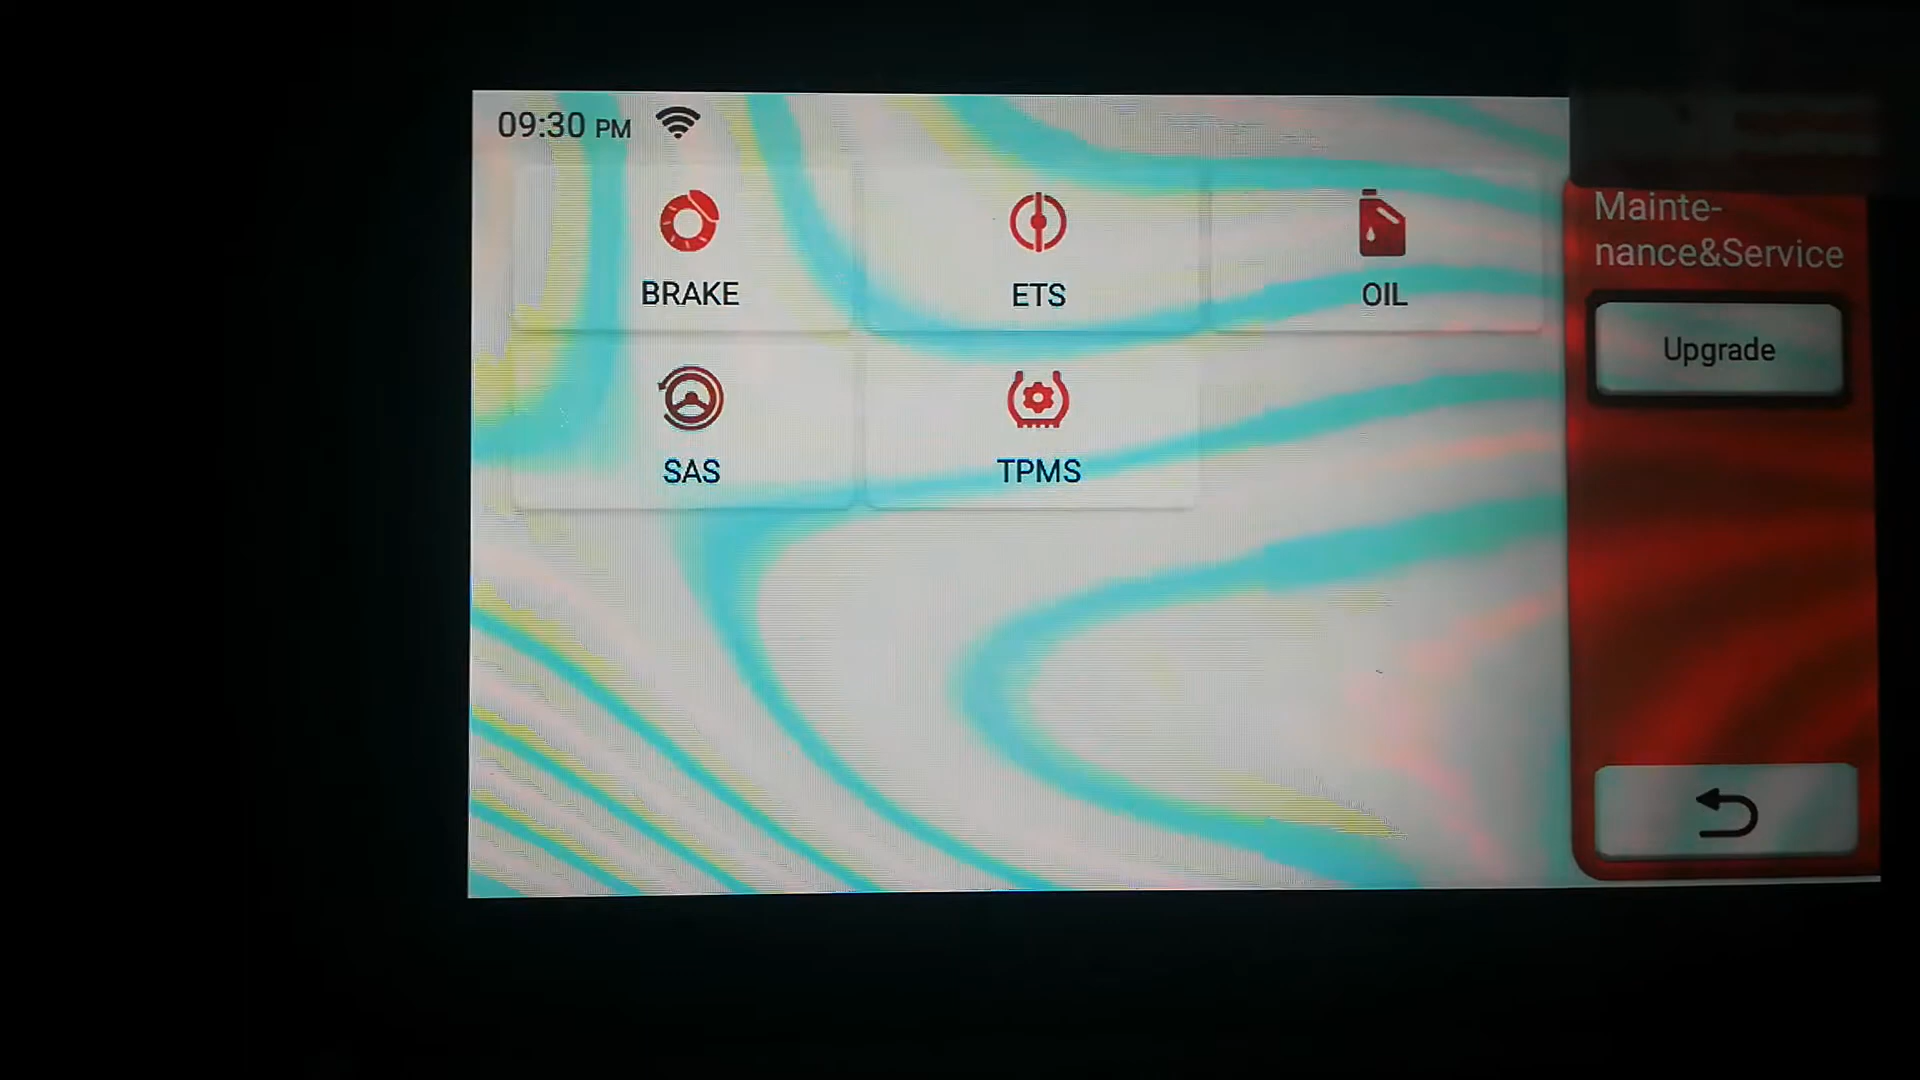 09:30 PM
BRAKE
ETS
OIL
SAS
TPMS
Mainte-
nance&Service
Upgrade